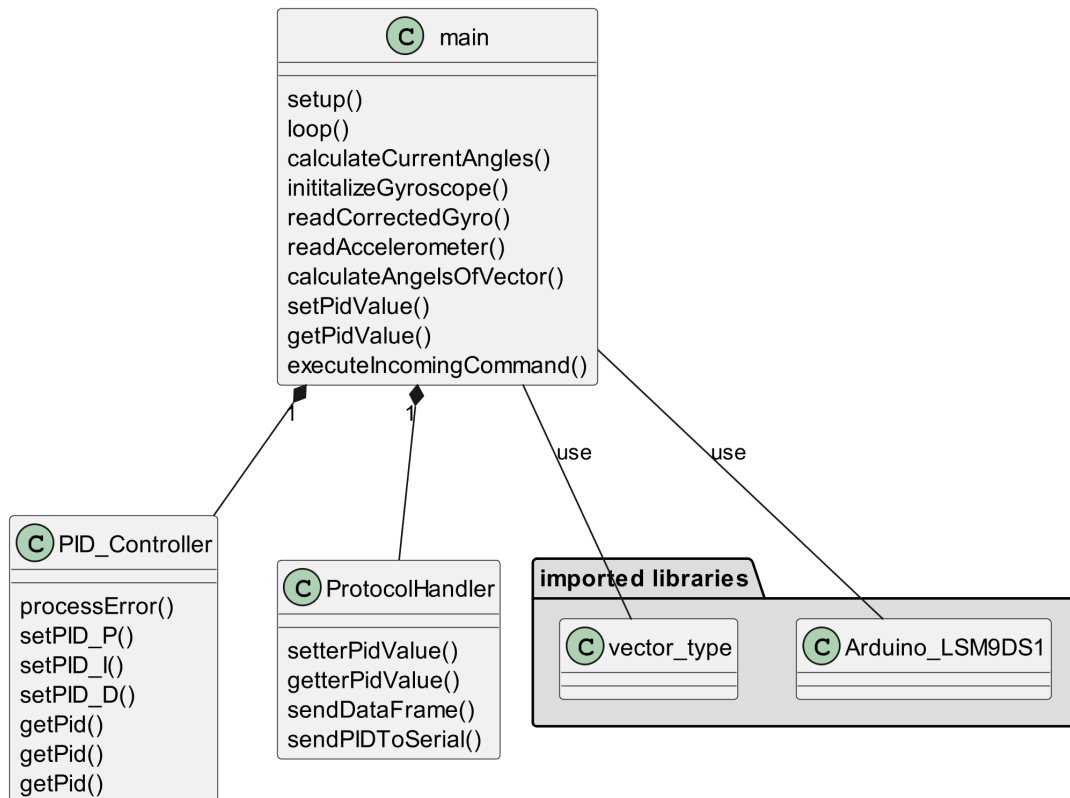 C main
setup()
loop()
calculateCurrentAngles()
inititalizeGyroscope()
readCorrectedGyro()
readAccelerometer()
calculateAngelsOfVector()
setPidValue()
getPidValue()
executeIncomingCommand()
1
1
use
use
C PID_Controller
processError()
setPID_P()
setPID_I()
setPID_D()
getPid()
getPid()
getPid()
C ProtocolHandler
setterPidValue()
getterPidValue()
sendDataFrame()
sendPIDToSerial()
imported libraries
C vector_type
C Arduino_LSM9DS1